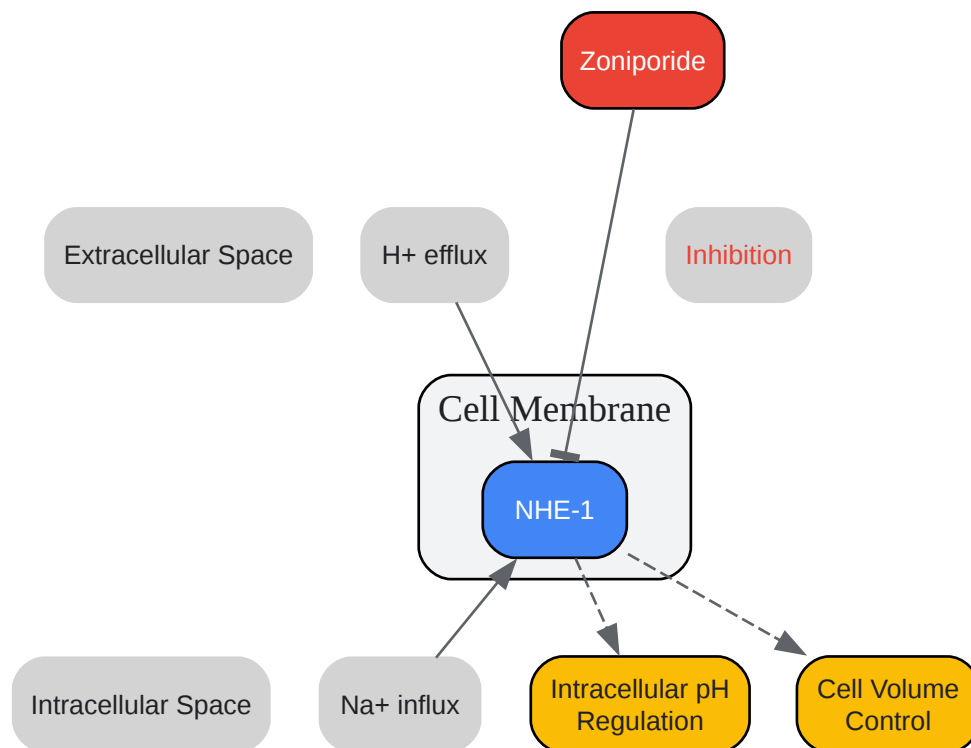 Zoniporide
Extracellular Space
H+ efflux
Inhibition
Cell Membrane
NHE-1
Intracellular Space
Na+ influx
Intracellular pH
Regulation
Cell Volume
Control